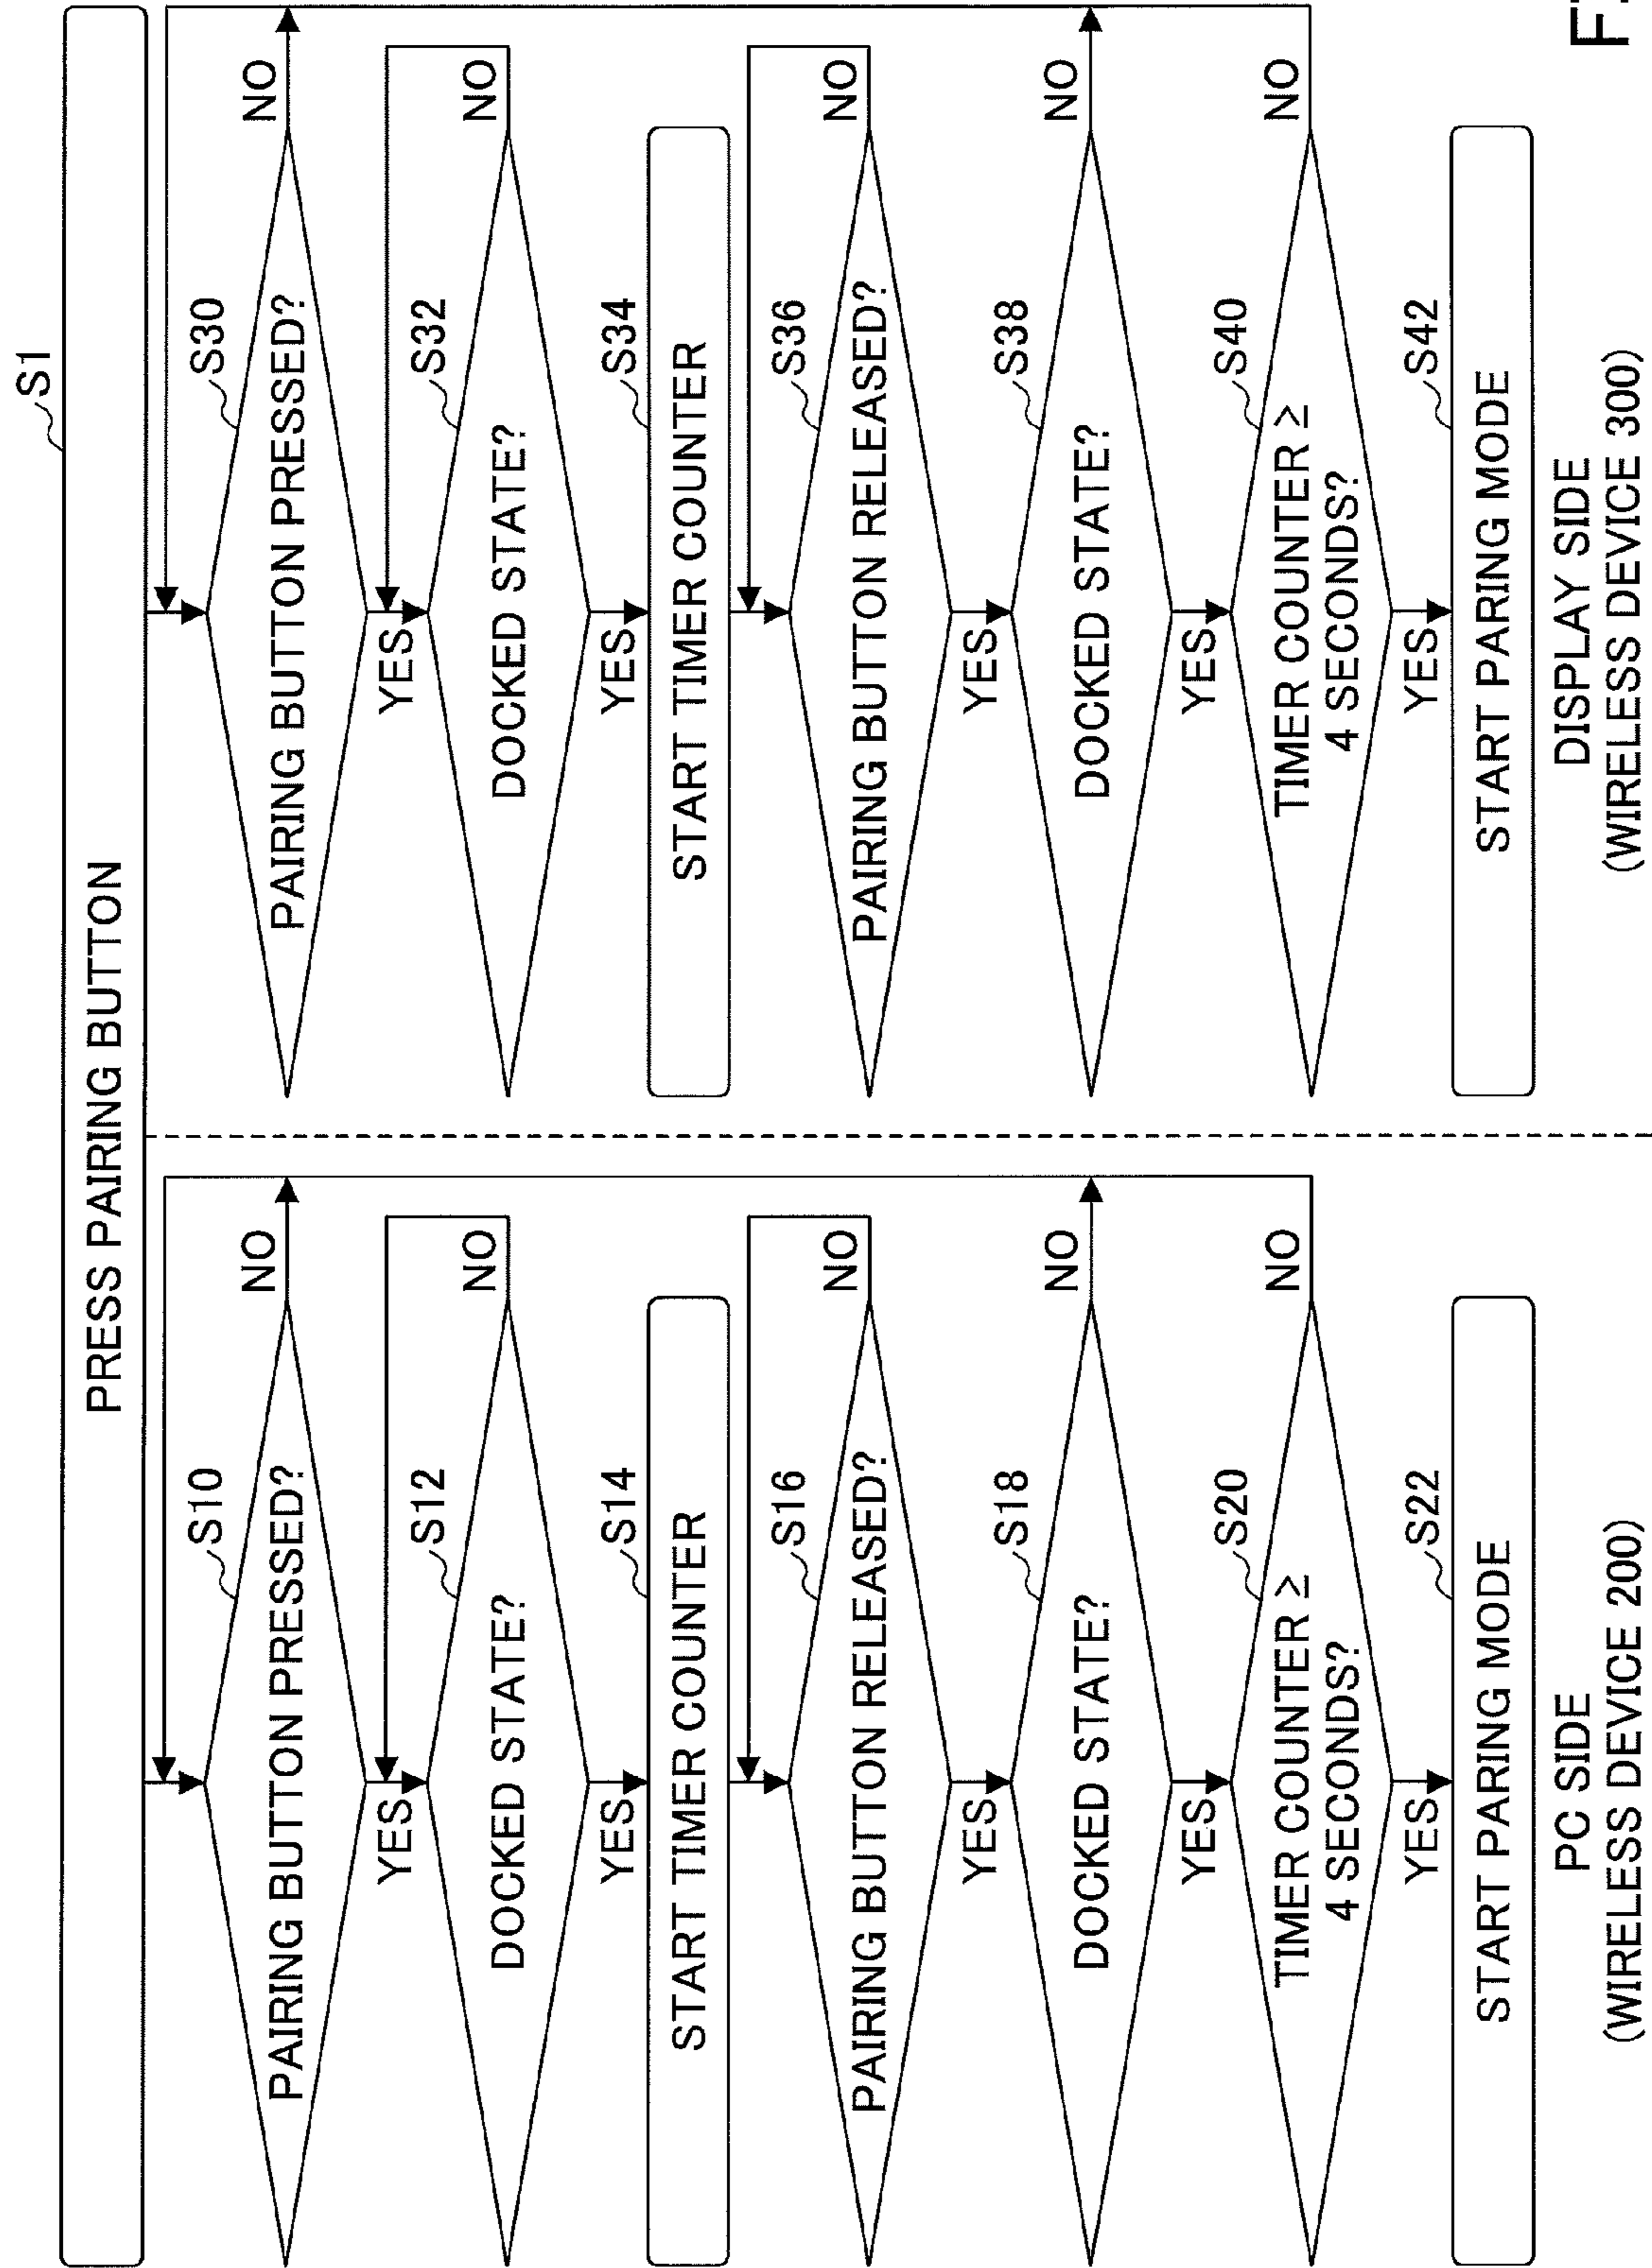 S1
PRESS PAIRING BUTTON
S10
PAIRING BUTTON PRESSED?
NO
YES
S12
DOCKED STATE?
NO
YES
S14
START TIMER COUNTER
S16
PAIRING BUTTON RELEASED?
NO
YES
S18
DOCKED STATE?
NO
YES
S20
TIMER COUNTER ≥
4 SECONDS?
NO
YES
S22
START PARING MODE
PC SIDE
(WIRELESS DEVICE 200)
S30
PAIRING BUTTON PRESSED?
NO
YES
S32
DOCKED STATE?
NO
YES
S34
START TIMER COUNTER
S36
PAIRING BUTTON RELEASED?
NO
YES
S38
DOCKED STATE?
NO
YES
S40
TIMER COUNTER ≥
4 SECONDS?
NO
YES
S42
START PARING MODE
DISPLAY SIDE
(WIRELESS DEVICE 300)